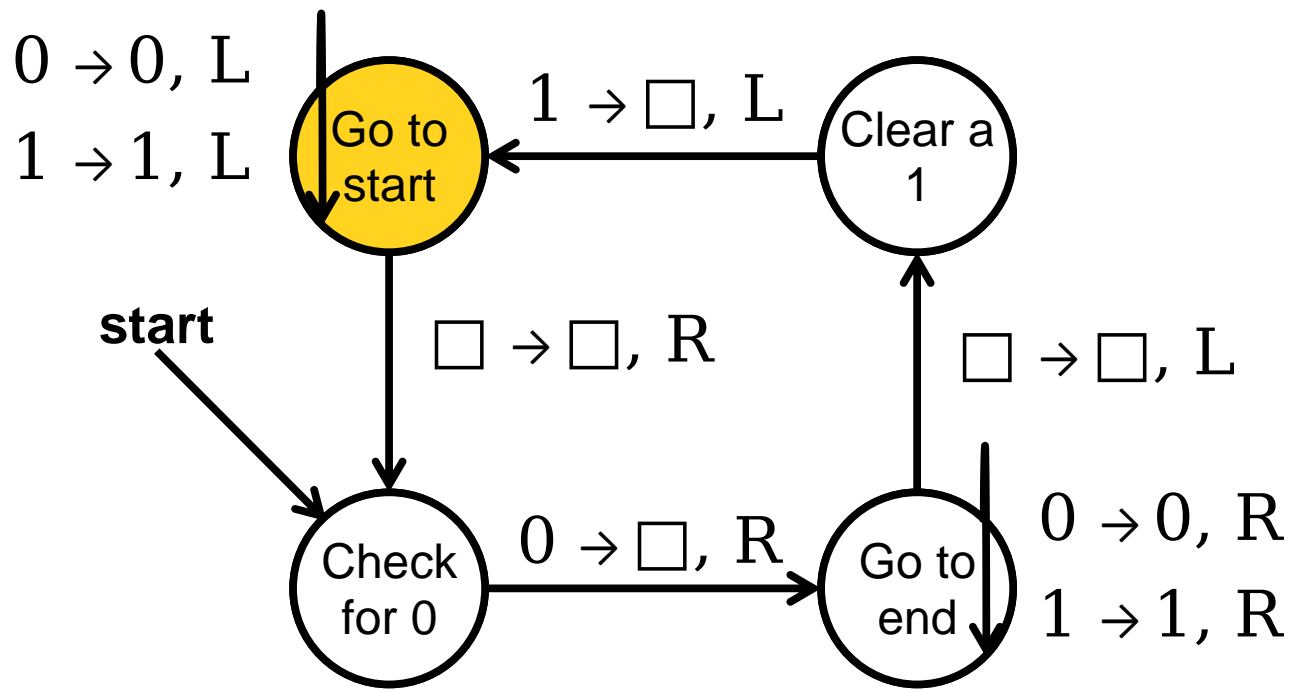 0 → 0, L
1 → 1, L
Go to
start
1 → □, L
Clear a
1
start
□ → □, R
□ → □, L
Check
for 0
0 → □, R
Go to
end
0 → 0, R
1 → 1, R